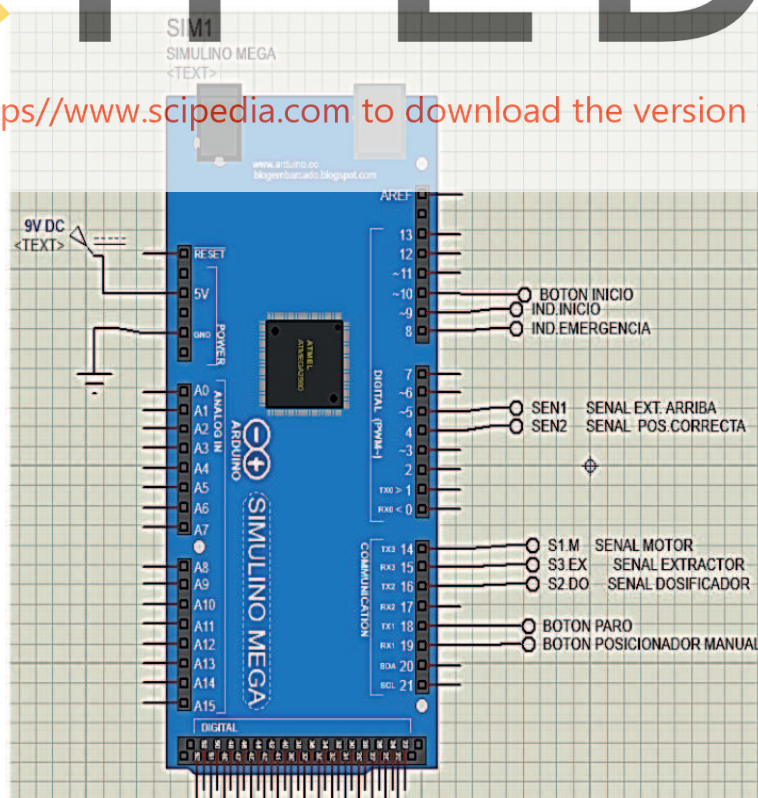 SIM1
SIMULINO MEGA
<TEXT>
ps//www.scipedia.com to download the version
www.arduino.cc
blogembarcado.blogspot.com
AREF
9V DC
<TEXT>
RESET
5V
GND
POWER
13
12
~11
~10 BOTON INICIO
~9 IND.INICIO
8 IND.EMERGENCIA
ATMEL
ATMEGA2560
7
~6
~5 SEN1 SENAL EXT. ARRIBA
4 SEN2 SENAL POS.CORRECTA
~3
2
TX0 > 1
RX0 < 0
DIGITAL (PWM~)
A0
A1
A2
A3
A4
A5
A6
A7
ANALOG IN
ARDUINO
SIMULINO MEGA
TX3 14 S1.M SENAL MOTOR
RX3 15 S3.EX SENAL EXTRACTOR
TX2 16 S2.DO SENAL DOSIFICADOR
RX2 17
TX1 18 BOTON PARO
RX1 19 BOTON POSICIONADOR MANUAL
SDA 20
SCL 21
COMMUNICATION
A8
A9
A10
A11
A12
A13
A14
A15
DIGITAL